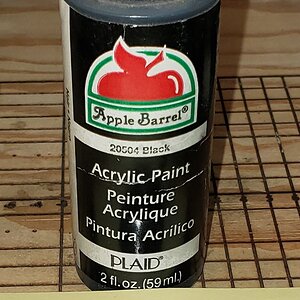 Apple Barrel®
20504 Black
Acrylic Paint
Peinture
Acrylique
Pintura Acrílico
PLAID®
2 fl.oz. (59 ml.)